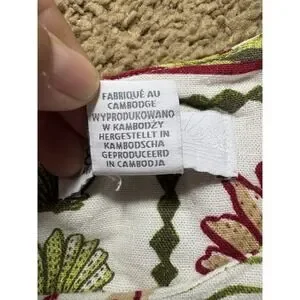 FABRIQUÉ AU
CAMBODGE
WYPRODUKOWANO
W KAMBODŻY
HERGESTELLT IN
KAMBODSCHA
GEPRODUCEERD
IN CAMBODJA